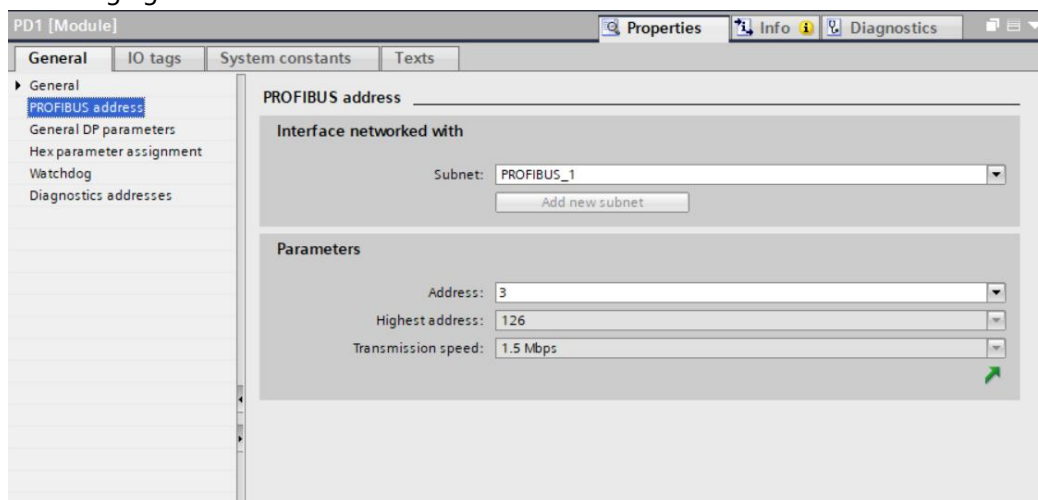 PD1 [Module]
Properties
Info
Diagnostics
General
IO tags
System constants
Texts
General
PROFIBUS address
General DP parameters
Hex parameter assignment
Watchdog
Diagnostics addresses
PROFIBUS address
Interface networked with
Subnet: PROFIBUS_1
Add new subnet
Parameters
Address: 3
Highest address: 126
Transmission speed: 1.5 Mbps